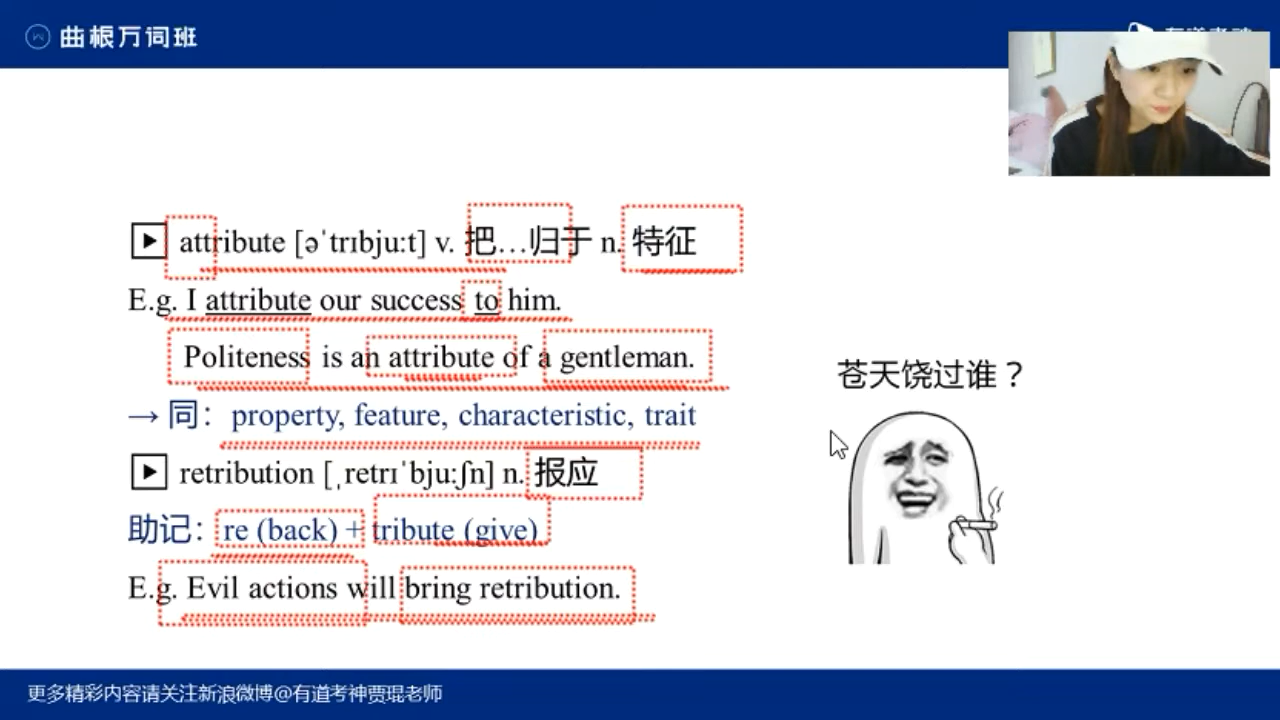 曲根万词班
attribute [əˈtrɪbju:t] v. 把…归于 n. 特征
E.g. I attribute our success to him.
Politeness is an attribute of a gentleman.
→ 同：property, feature, characteristic, trait
苍天饶过谁？
retribution [ˌretrɪˈbju:ʃn] n. 报应
助记：re (back) + tribute (give)
E.g. Evil actions will bring retribution.
更多精彩内容请关注新浪微博@有道考神贾琨老师